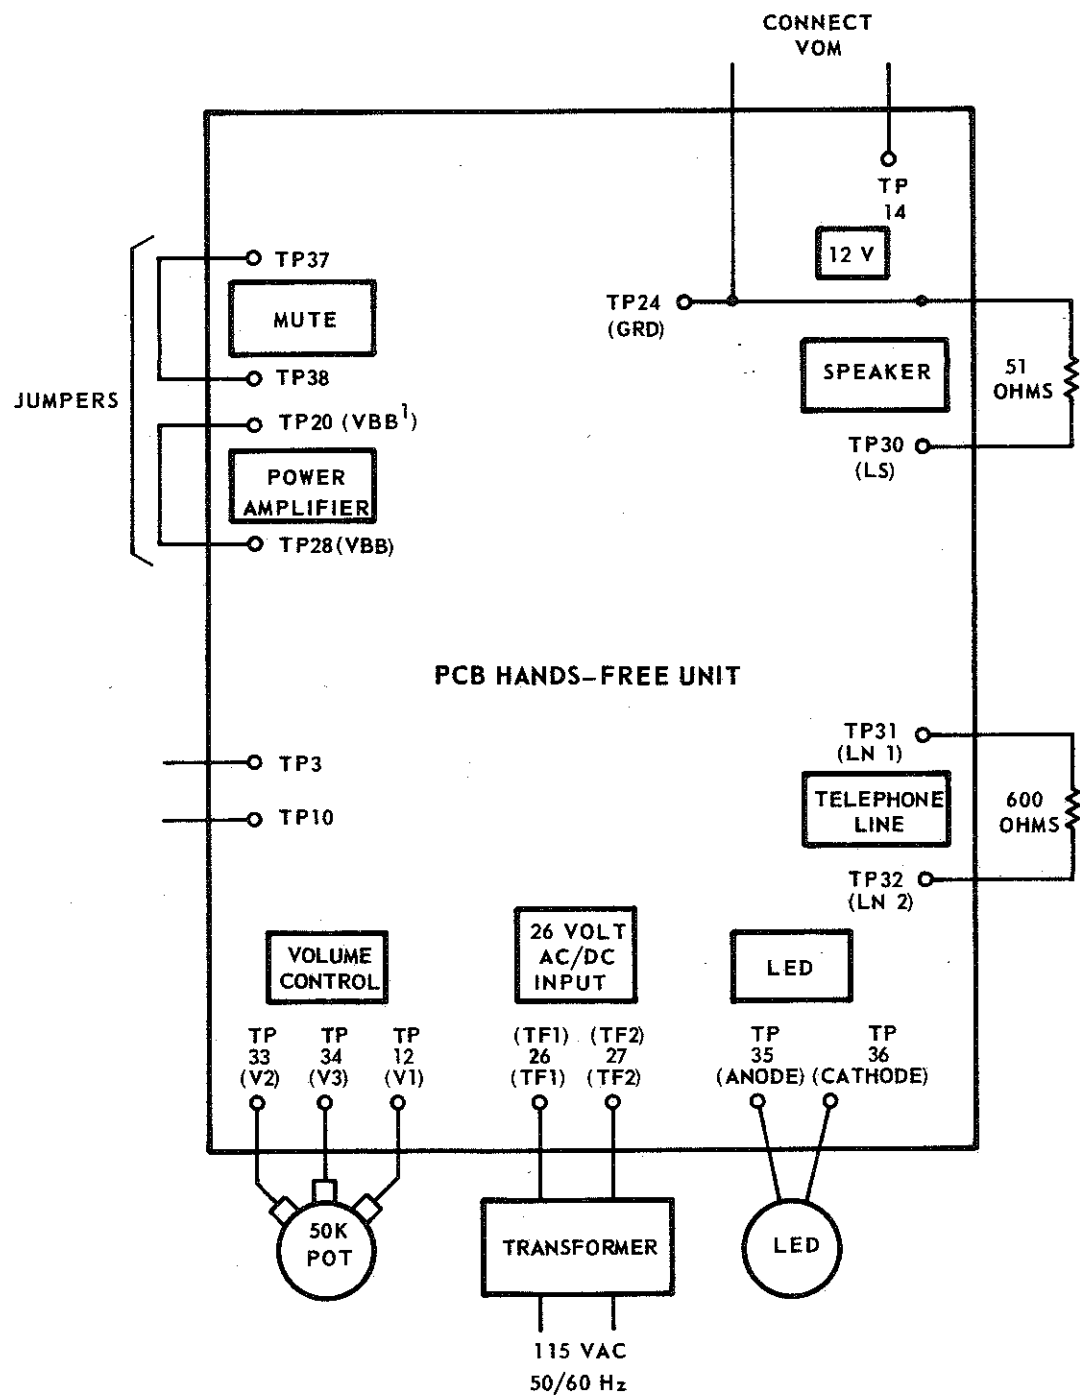 CONNECT
VOM
TP
14
12 V
TP37
MUTE
TP38
JUMPERS
TP20 (VBB1)
POWER
AMPLIFIER
TP28(VBB)
TP24
(GRD)
SPEAKER
51
OHMS
TP30
(LS)
PCB HANDS-FREE UNIT
TP3
TP10
TP31
(LN 1)
TELEPHONE
LINE
600
OHMS
TP32
(LN 2)
VOLUME
CONTROL
26 VOLT
AC/DC
INPUT
LED
TP
33
(V2)
TP
34
(V3)
TP
12
(V1)
(TF1)
26
(TF1)
(TF2)
27
(TF2)
TP
35
(ANODE)
TP
36
(CATHODE)
50K
POT
TRANSFORMER
LED
115 VAC
50/60 Hz